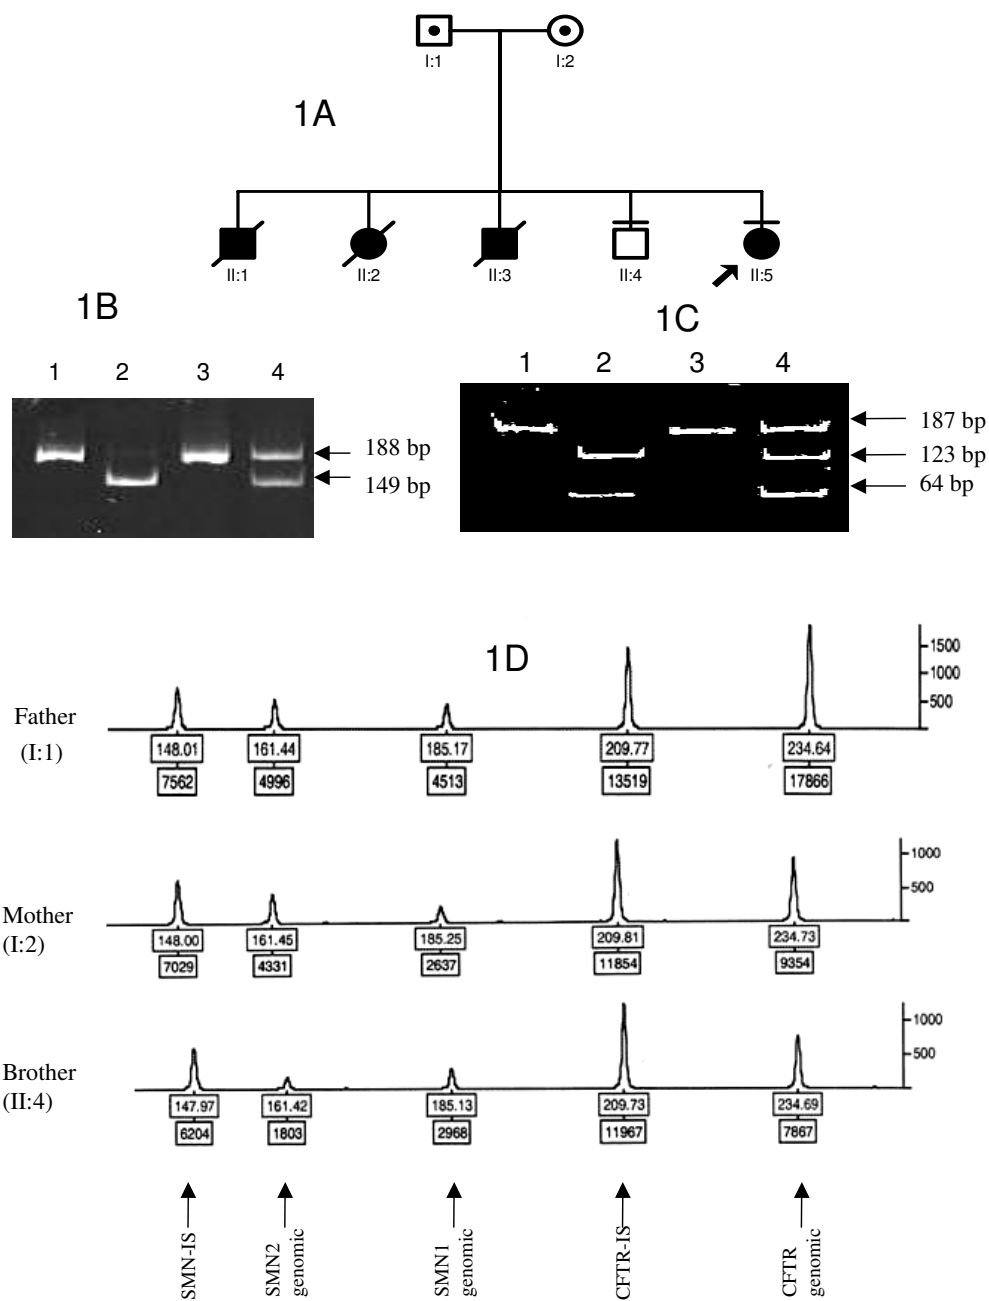 I:1 I:2
1A
II:1 II:2 II:3 II:4 II:5
1B
1C
1 2 3 4
1 2 3 4
188 bp
149 bp
187 bp
123 bp
64 bp
1D
1500
1000
500
Father
(I:1)
148.01 161.44 185.17 209.77 234.64
7562 4996 4513 13519 17866
1000
500
Mother
(I:2)
148.00 161.45 185.25 209.81 234.73
7029 4331 2637 11854 9354
1000
500
Brother
(II:4)
147.97 161.42 185.13 209.73 234.69
6204 1803 2968 11967 7867
SMN-IS
SMN2
genomic
SMN1
genomic
CFTR-IS
CFTR
genomic